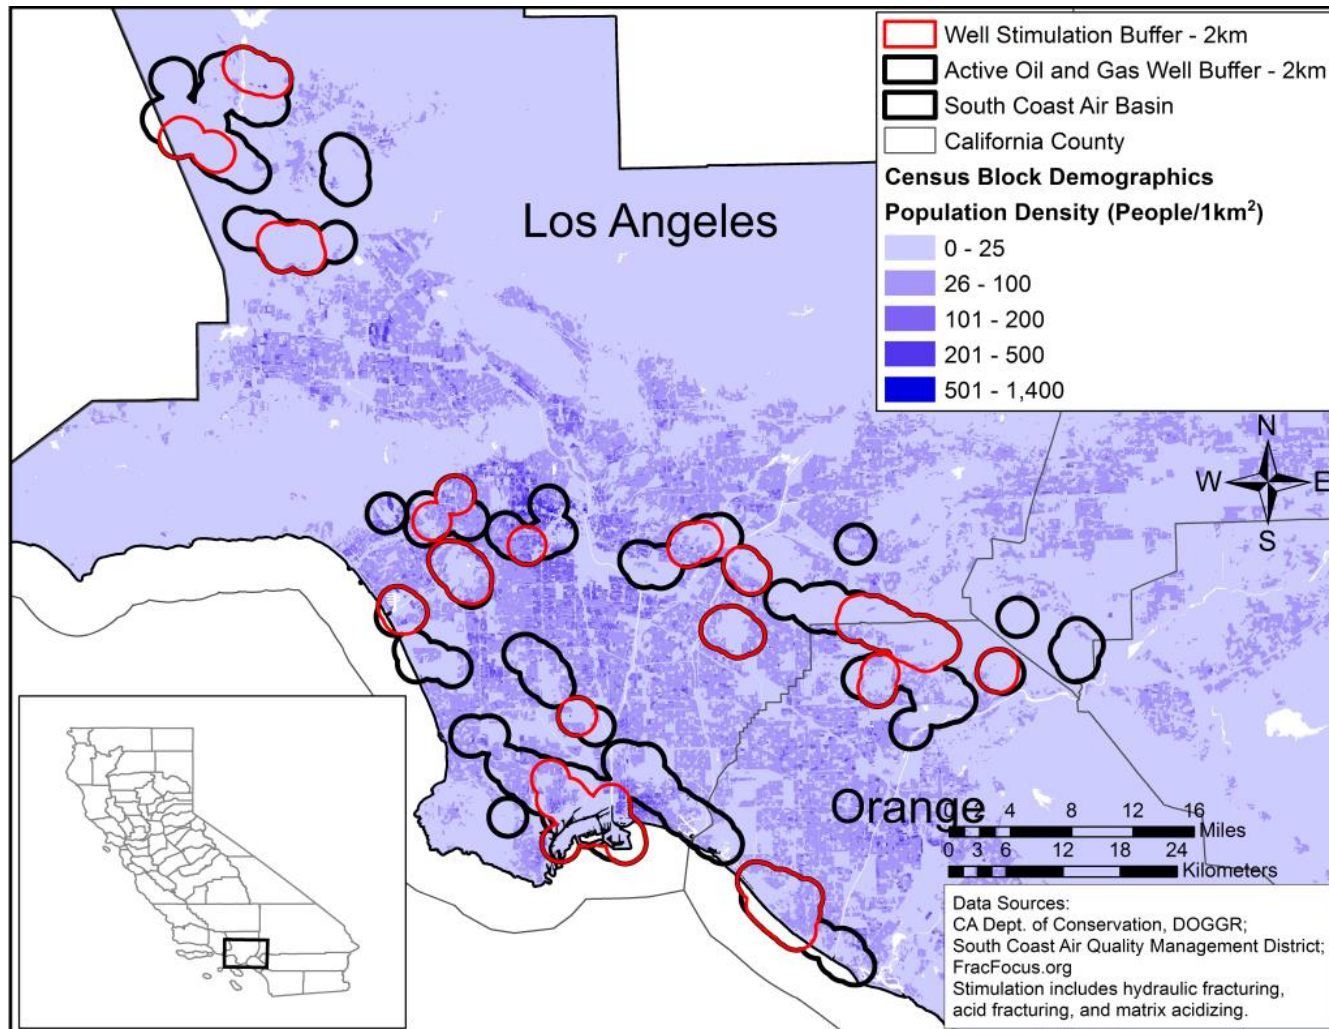 Well Stimulation Buffer - 2km
Active Oil and Gas Well Buffer - 2km
South Coast Air Basin
California County
Census Block Demographics
Population Density (People/1km²)
0 - 25
26 - 100
101 - 200
201 - 500
501 - 1,400
Los Angeles
N
W E
S
Orange
4 8 12 16
Miles
0 3 6 12 18 24
Kilometers
Data Sources:
CA Dept. of Conservation, DOGGR;
South Coast Air Quality Management District;
FracFocus.org
Stimulation includes hydraulic fracturing,
acid fracturing, and matrix acidizing.